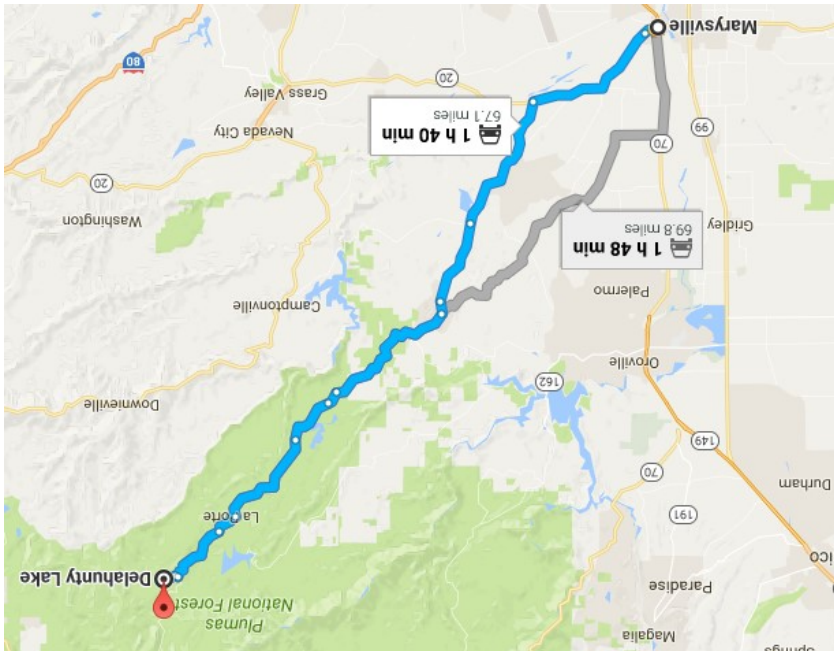 Springs
Magalia
Plumas
National Forest
Paradise
Delahunty Lake
ico
La Porte
191
Durham
70
149
Downieville
162
Oroville
Camptonville
Palermo
1 h 48 min
69.8 miles
Gridley
Washington
20
70
1 h 40 min
67.1 miles
Nevada City
99
Grass Valley
20
80
Marysville